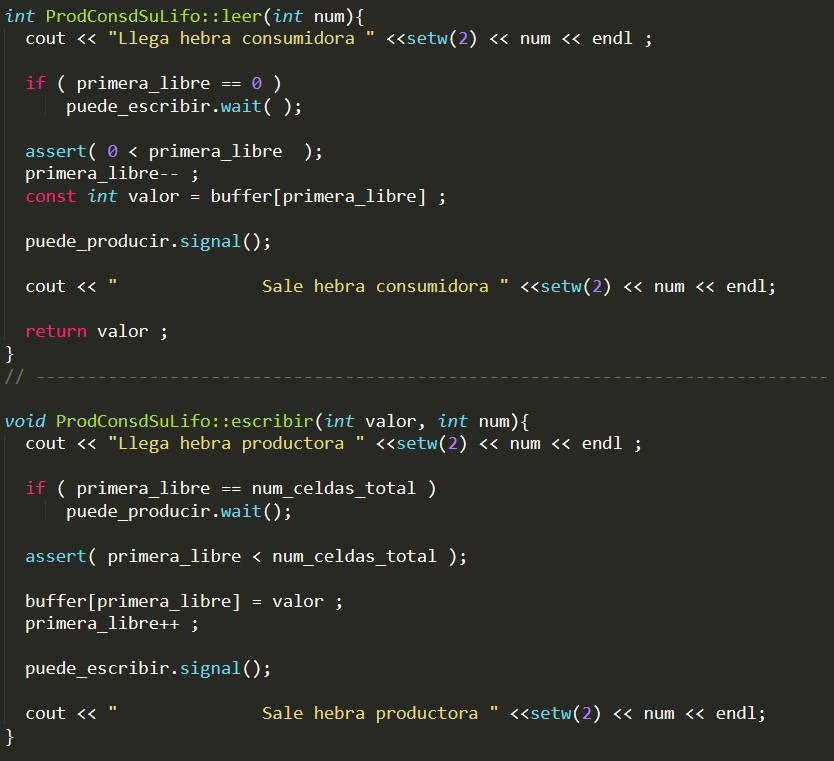 int ProdConsdSuLifo::leer(int num){
  cout << "Llega hebra consumidora " <<setw(2) << num << endl ;
  if ( primera_libre == 0 )
      puede_escribir.wait( );
  assert( 0 < primera_libre  );
  primera_libre-- ;
  const int valor = buffer[primera_libre] ;
  puede_producir.signal();
  cout << "              Sale hebra consumidora " <<setw(2) << num << endl;
  return valor ;
}
// -----------------------------------------------------------------------------
void ProdConsdSuLifo::escribir(int valor, int num){
  cout << "Llega hebra productora " <<setw(2) << num << endl ;
  if ( primera_libre == num_celdas_total )
      puede_producir.wait();
  assert( primera_libre < num_celdas_total );
  buffer[primera_libre] = valor ;
  primera_libre++ ;
  puede_escribir.signal();
  cout << "              Sale hebra productora " <<setw(2) << num << endl;
}